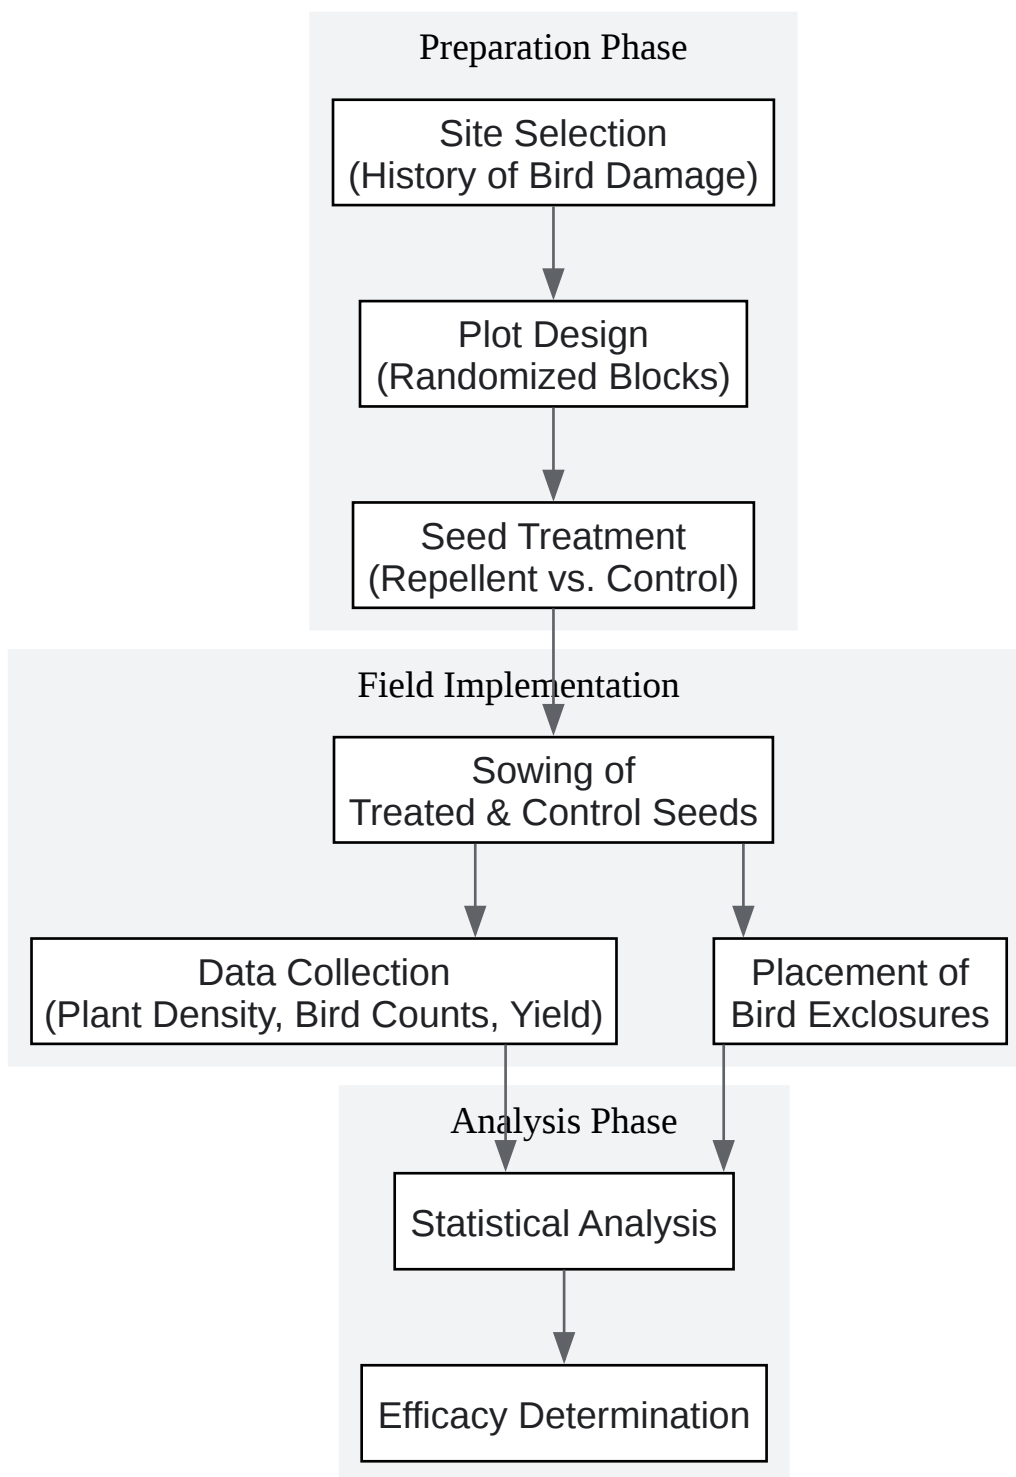 Preparation Phase
Site Selection
(History of Bird Damage)
Plot Design
(Randomized Blocks)
Seed Treatment
(Repellent vs. Control)
Field Implementation
Sowing of
Treated & Control Seeds
Data Collection
(Plant Density, Bird Counts, Yield)
Placement of
Bird Exclosures
Analysis Phase
Statistical Analysis
Efficacy Determination